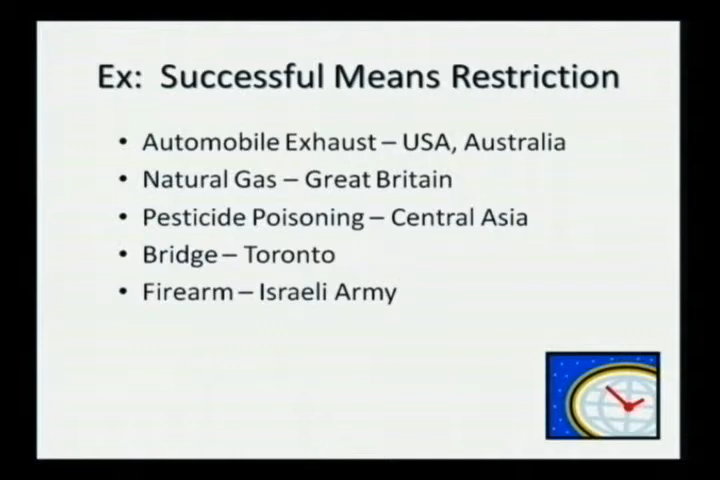 Ex: Successful Means Restriction
• Automobile Exhaust – USA, Australia
• Natural Gas – Great Britain
• Pesticide Poisoning – Central Asia
• Bridge – Toronto
• Firearm – Israeli Army